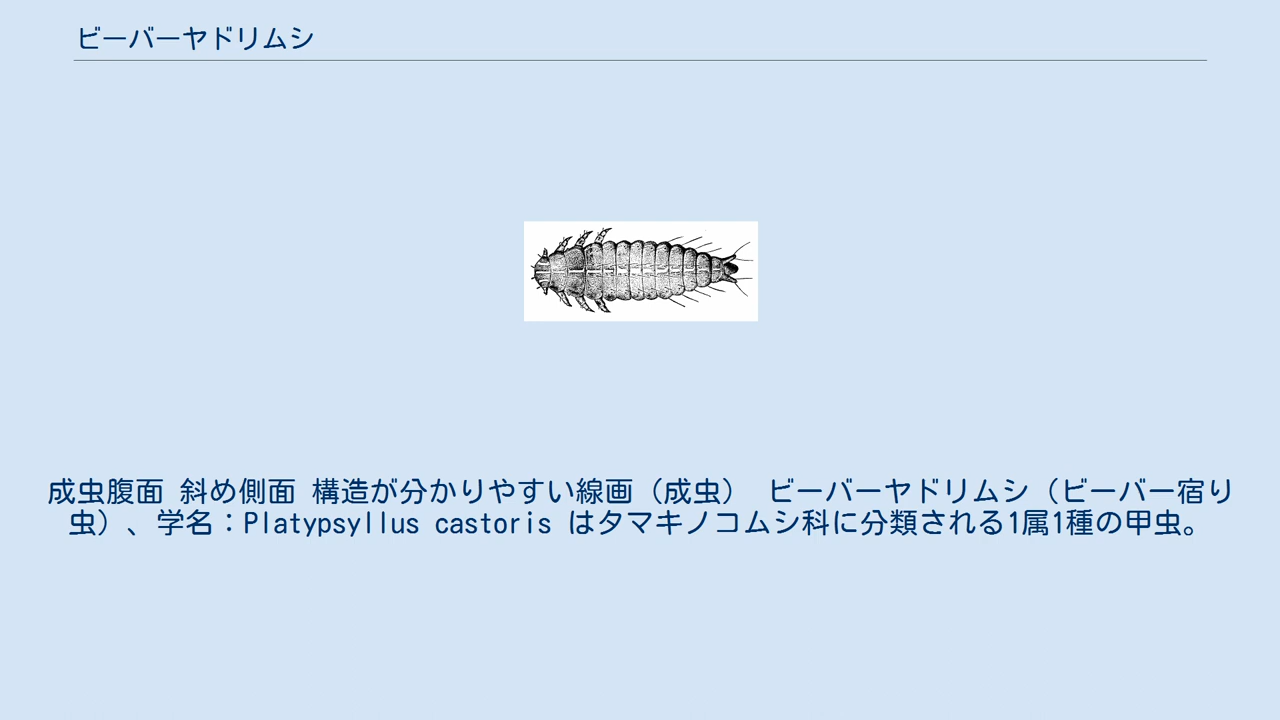 ビーバーヤドリムシ
成虫腹面 斜め側面 構造が分かりやすい線画（成虫） ビーバーヤドリムシ（ビーバー宿り
虫）、学名：Platypsyllus castoris はタマキノコムシ科に分類される1属1種の甲虫。